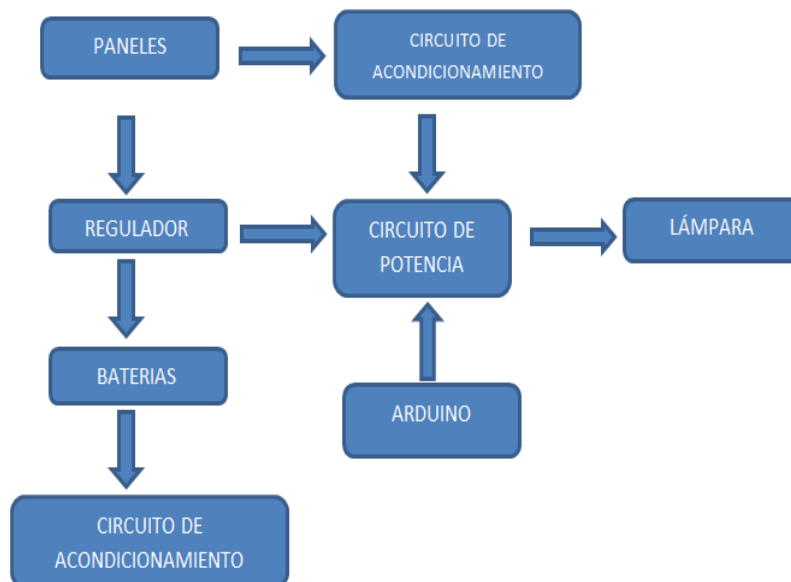 PANELES
CIRCUITO DE
ACONDICIONAMIENTO
REGULADOR
CIRCUITO DE
POTENCIA
LÁMPARA
BATERIAS
ARDUINO
CIRCUITO DE
ACONDICIONAMIENTO